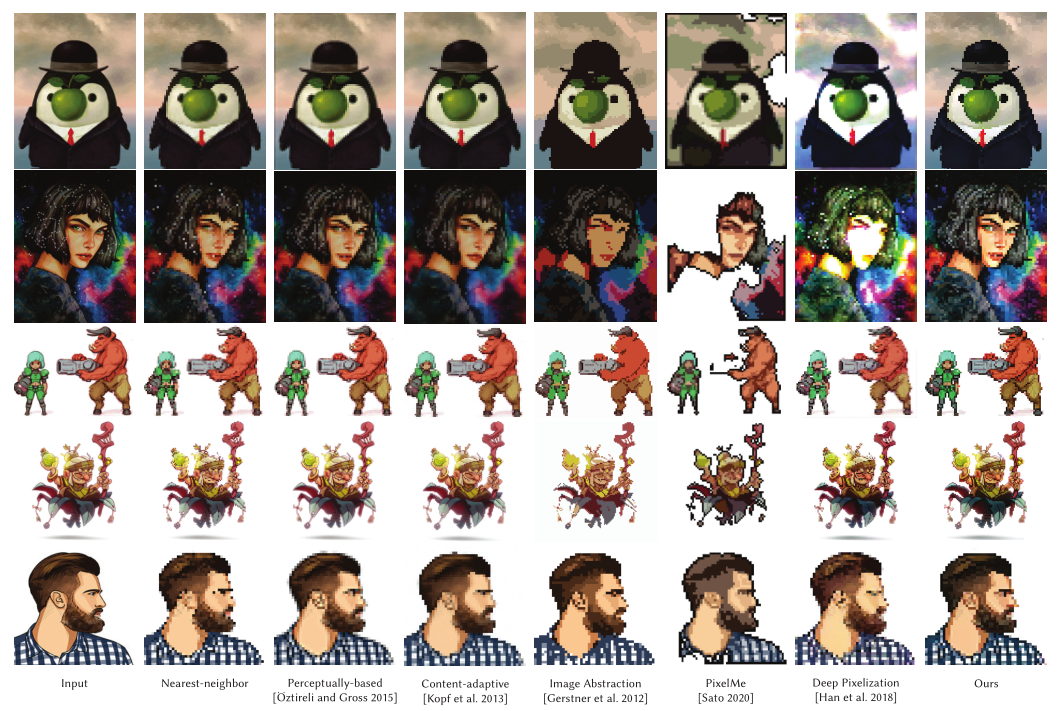 Input
Nearest-neighbor
Perceptually-based
[Öztireli and Gross 2015]
Content-adaptive
[Kopf et al. 2013]
Image Abstraction
[Gerstner et al. 2012]
PixelMe
[Sato 2020]
Deep Pixelization
[Han et al. 2018]
Ours